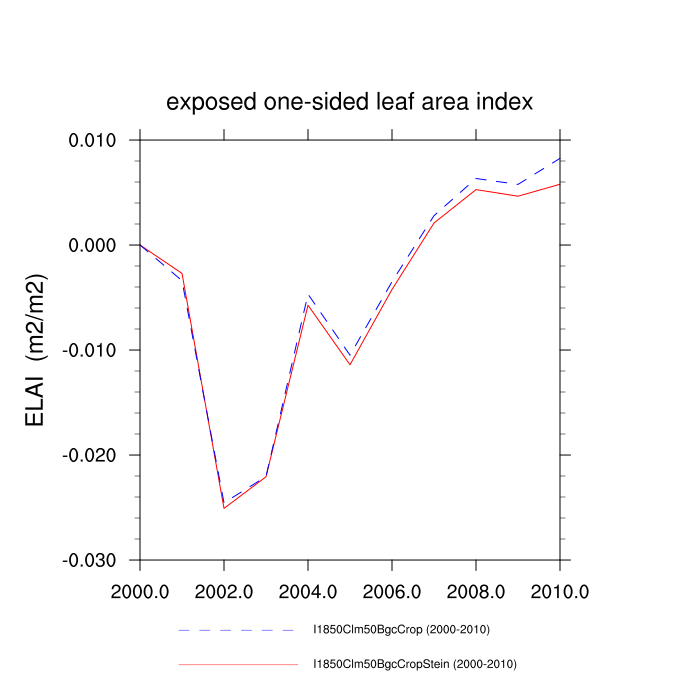 exposed one-sided leaf area index
0.010
0.000
-0.010
-0.020
-0.030
ELAI (m2/m2)
2000.0 2002.0 2004.0 2006.0 2008.0 2010.0
I1850Clm50BgcCrop (2000-2010)
I1850Clm50BgcCropStein (2000-2010)